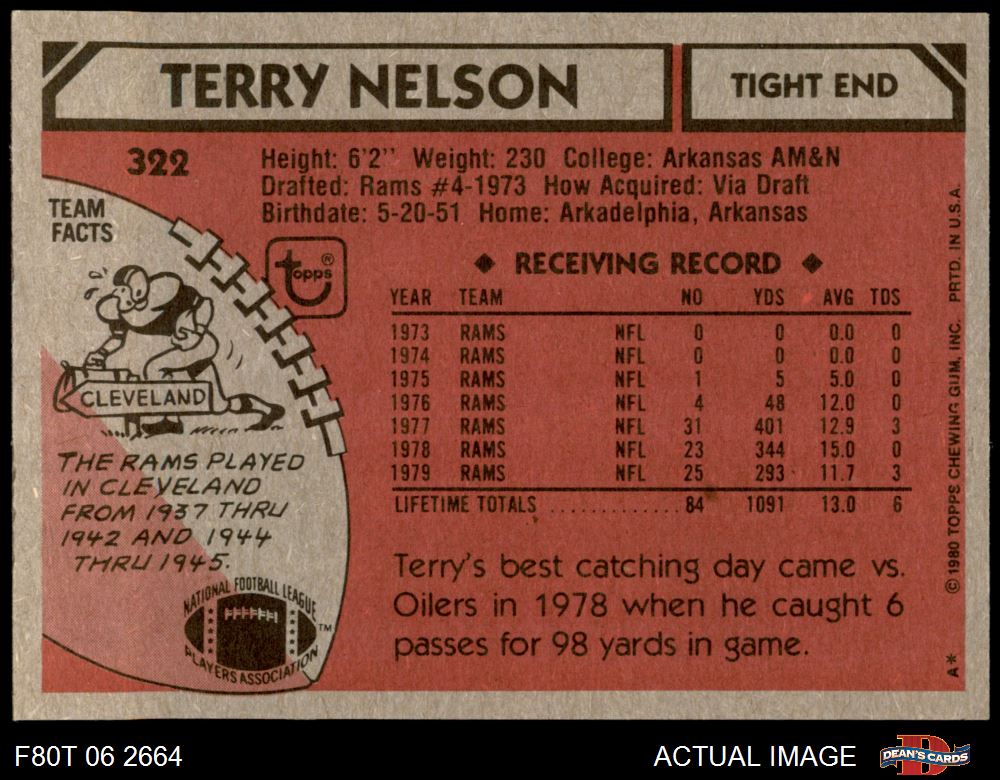 TERRY NELSON
TIGHT END
322
Height: 6'2'' Weight: 230 College: Arkansas AM&N
Drafted: Rams #4-1973 How Acquired: Via Draft
Birthdate: 5-20-51 Home: Arkadelphia, Arkansas
TEAM
FACTS
topps ®
CLEVELAND
THE RAMS PLAYED
IN CLEVELAND
FROM 1937 THRU
1942 AND 1944
THRU 1945.
NATIONAL FOOTBALL LEAGUE
PLAYERS ASSOCIATION
TM
◆ RECEIVING RECORD ◆
YEAR TEAM NO YDS AVG TDS
1973 RAMS NFL 0 0 0.0 0
1974 RAMS NFL 0 0 0.0 0
1975 RAMS NFL 1 5 5.0 0
1976 RAMS NFL 4 48 12.0 0
1977 RAMS NFL 31 401 12.9 3
1978 RAMS NFL 23 344 15.0 0
1979 RAMS NFL 25 293 11.7 3
LIFETIME TOTALS ............. 84 1091 13.0 6
Terry's best catching day came vs.
Oilers in 1978 when he caught 6
passes for 98 yards in game.
© 1980 TOPPS CHEWING GUM, INC. PRTD. IN U.S.A.
A*
F80T 06 2664
ACTUAL IMAGE
DEAN'S CARDS